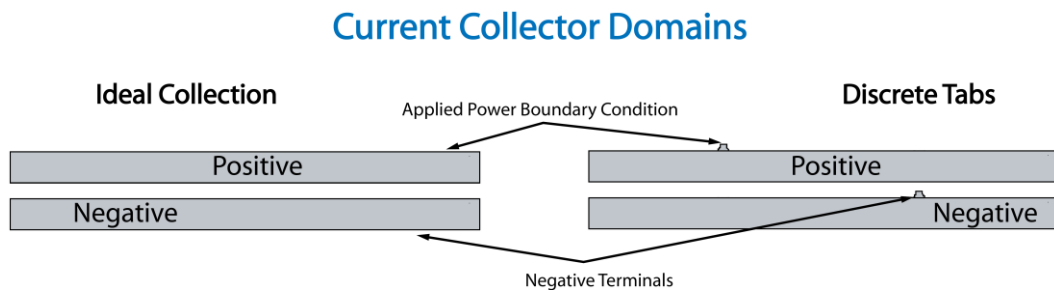 Current Collector Domains
Ideal Collection
Applied Power Boundary Condition
Discrete Tabs
Positive
Positive
Negative
Negative
Negative Terminals